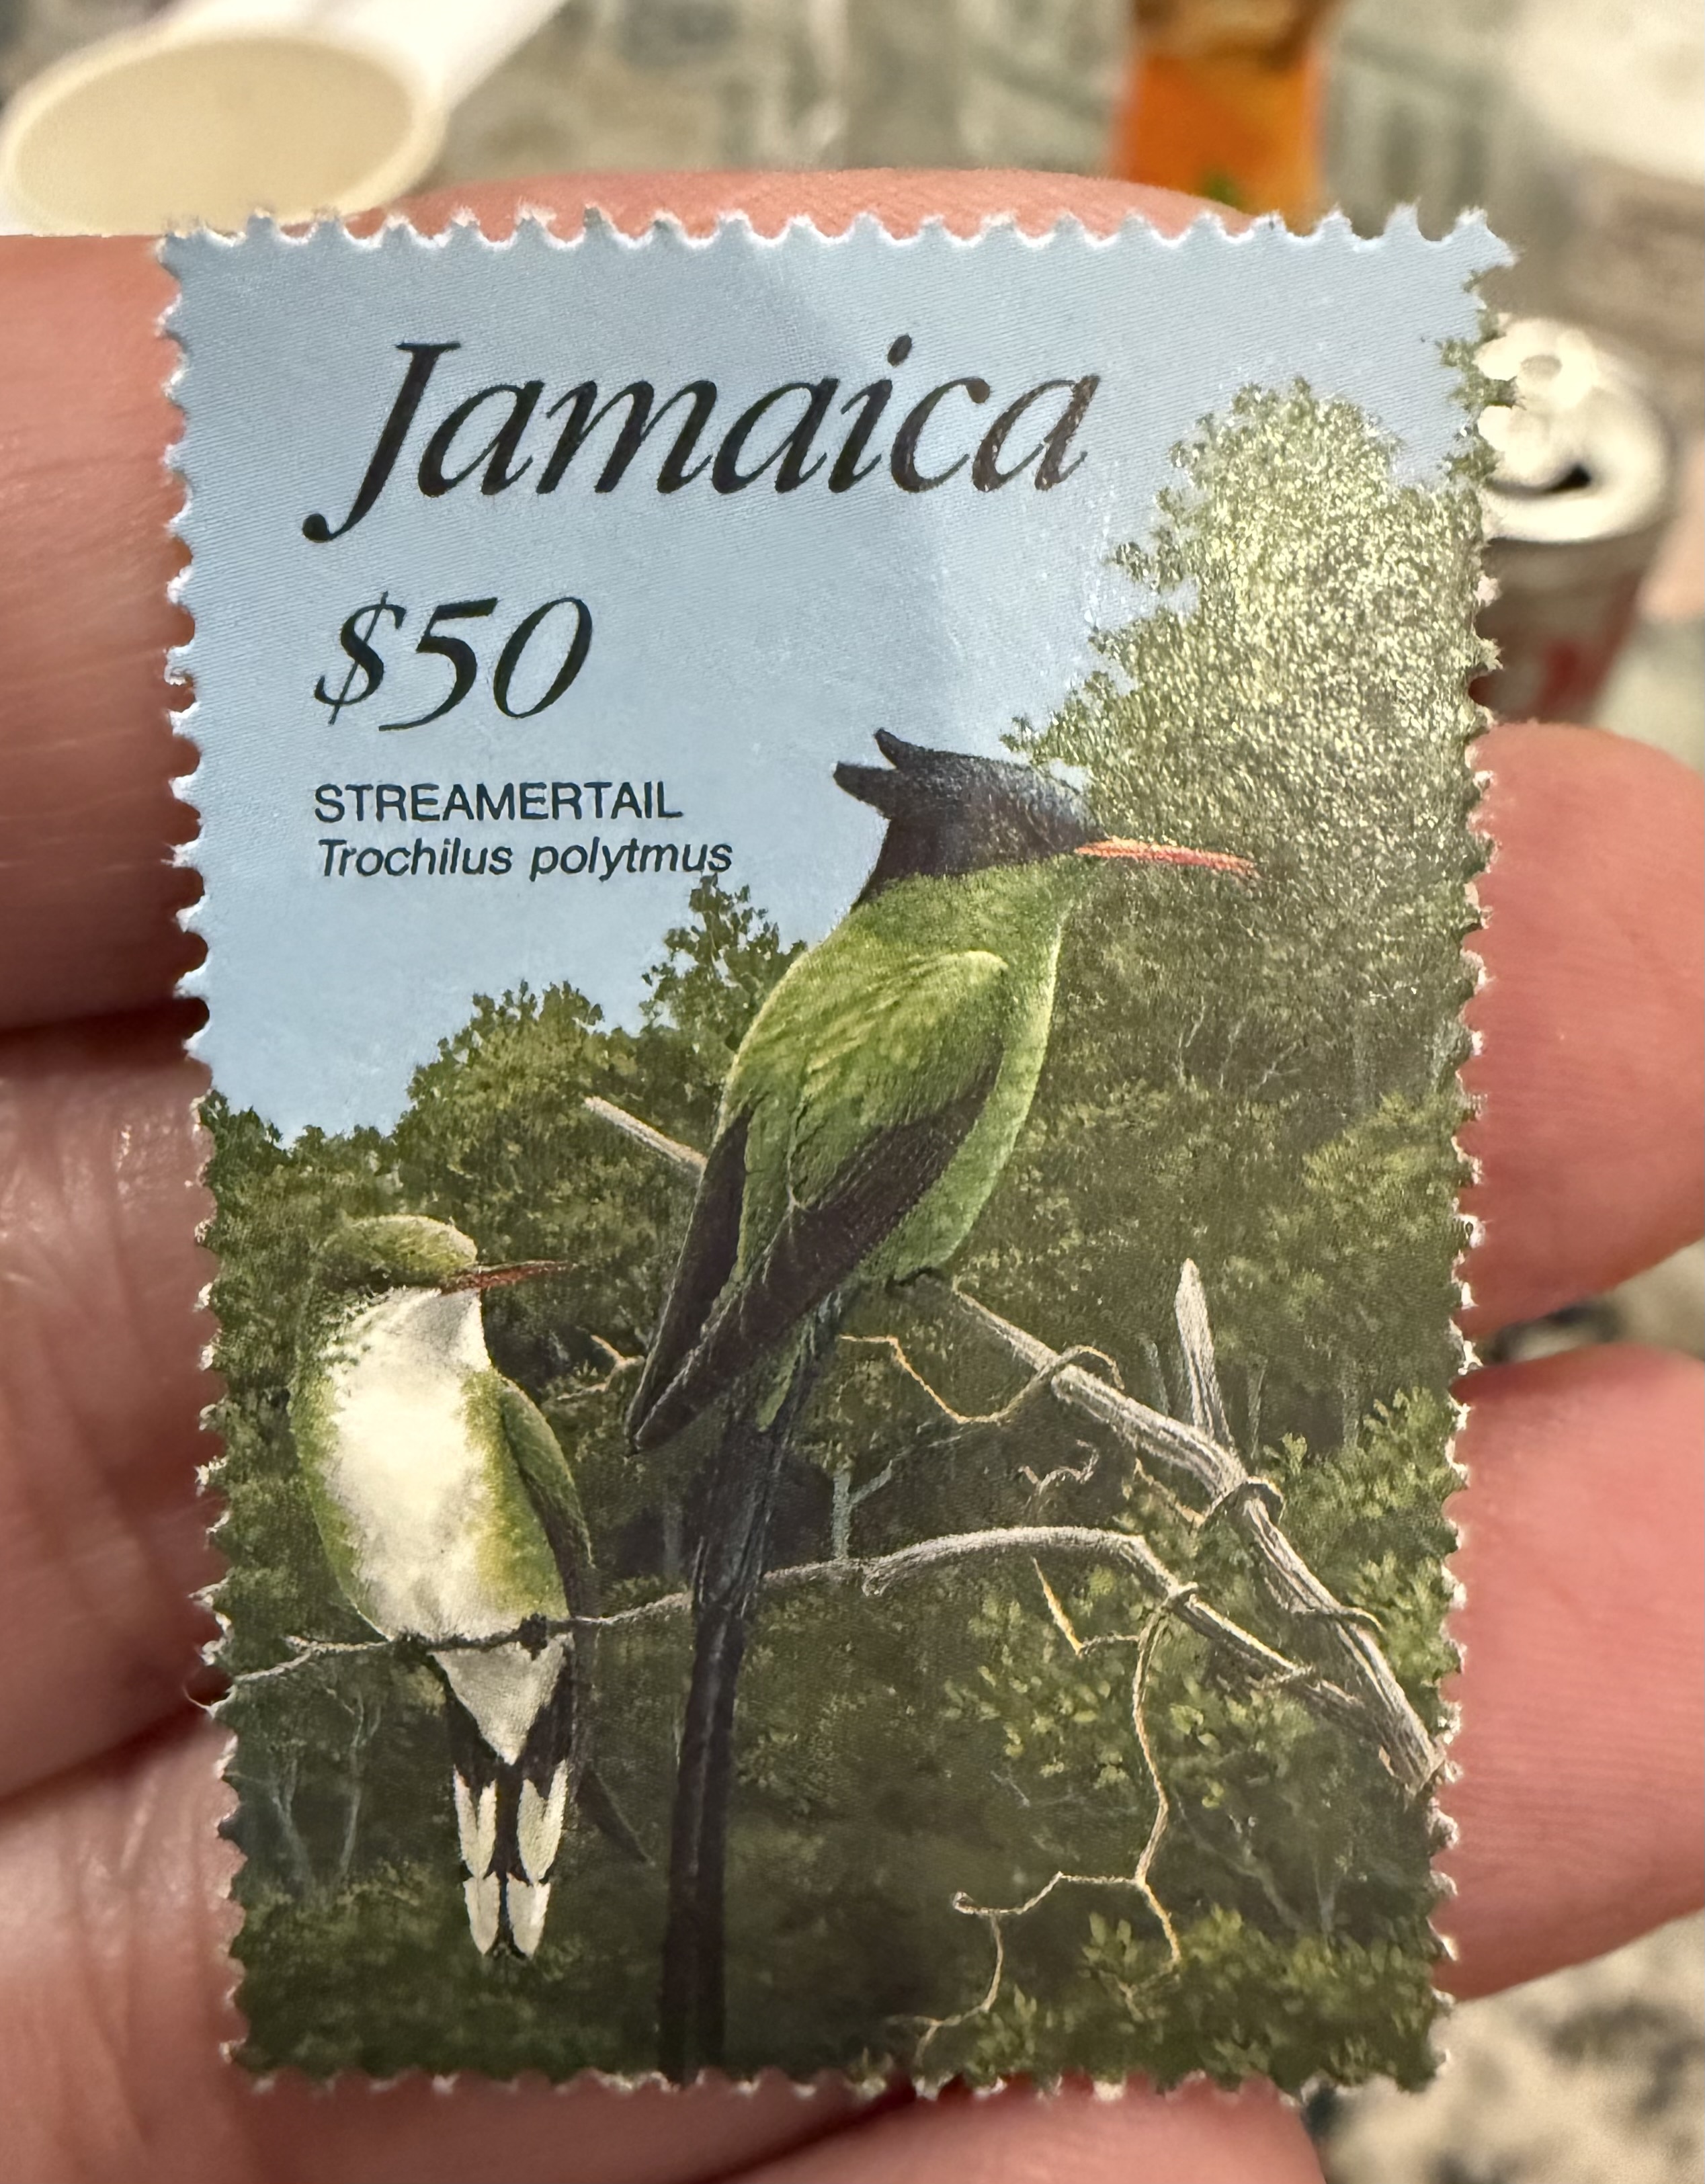 Jamaica
$50
STREAMERTAIL
Trochilus polytmus